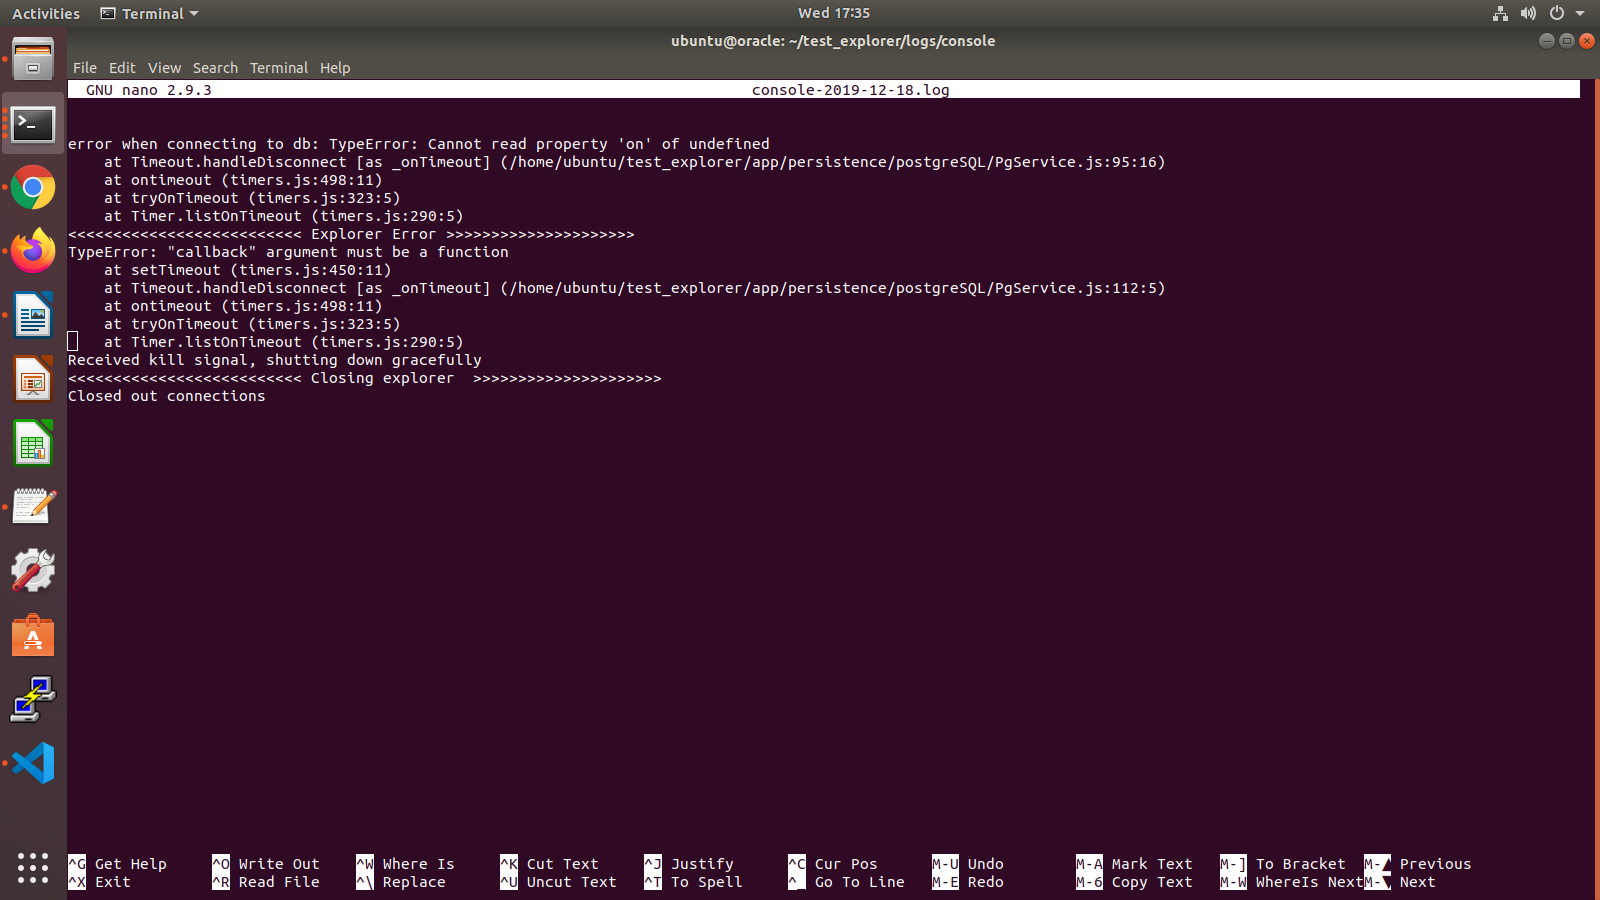 Activities Terminal Wed 17:35
ubuntu@oracle: ~/test_explorer/logs/console
File Edit View Search Terminal Help
GNU nano 2.9.3 console-2019-12-18.log
error when connecting to db: TypeError: Cannot read property 'on' of undefined
    at Timeout.handleDisconnect [as _onTimeout] (/home/ubuntu/test_explorer/app/persistence/postgreSQL/PgService.js:95:16)
    at ontimeout (timers.js:498:11)
    at tryOnTimeout (timers.js:323:5)
    at Timer.listOnTimeout (timers.js:290:5)
<<<<<<<<<<<<<<<<<<<<<<<<<< Explorer Error >>>>>>>>>>>>>>>>>>>>>
TypeError: "callback" argument must be a function
    at setTimeout (timers.js:450:11)
    at Timeout.handleDisconnect [as _onTimeout] (/home/ubuntu/test_explorer/app/persistence/postgreSQL/PgService.js:112:5)
    at ontimeout (timers.js:498:11)
    at tryOnTimeout (timers.js:323:5)
    at Timer.listOnTimeout (timers.js:290:5)
Received kill signal, shutting down gracefully
<<<<<<<<<<<<<<<<<<<<<<<<<< Closing explorer  >>>>>>>>>>>>>>>>>>>>>
Closed out connections
^G Get Help ^O Write Out ^W Where Is ^K Cut Text ^J Justify ^C Cur Pos M-U Undo M-A Mark Text M-] To Bracket M-▲ Previous
^X Exit ^R Read File ^\ Replace ^U Uncut Text ^T To Spell ^_ Go To Line M-E Redo M-6 Copy Text M-W WhereIs Next M-▼ Next